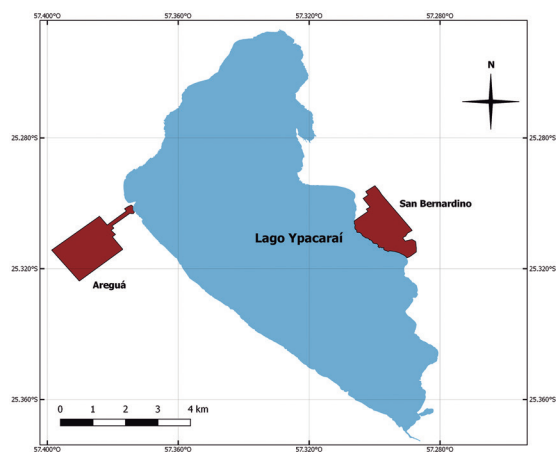 57.400°O 57.360°O 57.320°O 57.280°O
N
25.280°S 25.280°S
San Bernardino
Lago Ypacaraí
25.320°S 25.320°S
Areguá
25.360°S 25.360°S
0 1 2 3 4 km
57.400°O 57.360°O 57.320°O 57.280°O